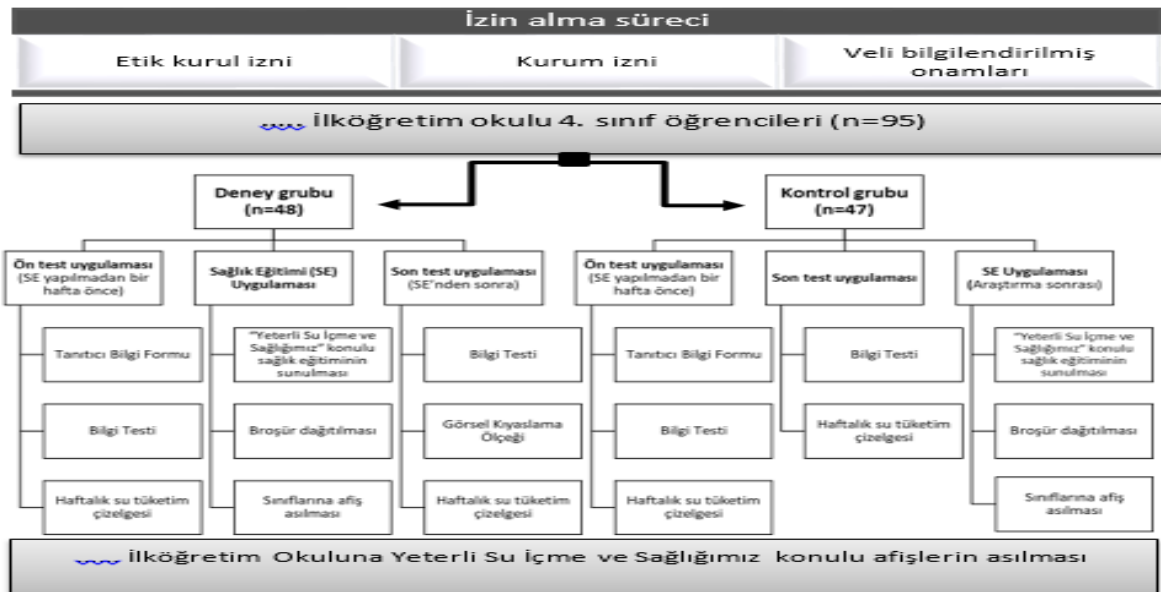 İzin alma süreci
Etik kurul izni
Kurum izni
Veli bilgilendirilmiş
onamları
..... İlköğretim okulu 4. sınıf öğrencileri (n=95)
Deney grubu
(n=48)
Kontrol grubu
(n=47)
Ön test uygulaması
(SE yapılmadan bir
hafta önce)
Sağlık Eğitimi (SE)
Uygulaması
Son test uygulaması
(SE'nden sonra)
Ön test uygulaması
(SE yapılmadan bir
hafta önce)
Son test uygulaması
SE Uygulaması
(Araştırma sonrası)
Tanıtıcı Bilgi Formu
"Yeterli Su İçme ve
Sağlığımız" konulu
sağlık eğitiminin
sunulması
Bilgi Testi
Tanıtıcı Bilgi Formu
Bilgi Testi
"Yeterli Su İçme ve
Sağlığımız" konulu
sağlık eğitiminin
sunulması
Bilgi Testi
Broşür dağıtılması
Görsel Kıyaslama
Ölçeği
Bilgi Testi
Haftalık su tüketim
çizelgesi
Broşür dağıtılması
Haftalık su tüketim
çizelgesi
Sınıflarına afiş
asılması
Haftalık su tüketim
çizelgesi
Haftalık su tüketim
çizelgesi
Sınıflarına afiş
asılması
..... İlköğretim Okuluna Yeterli Su İçme ve Sağlığımız konulu afişlerin asılması